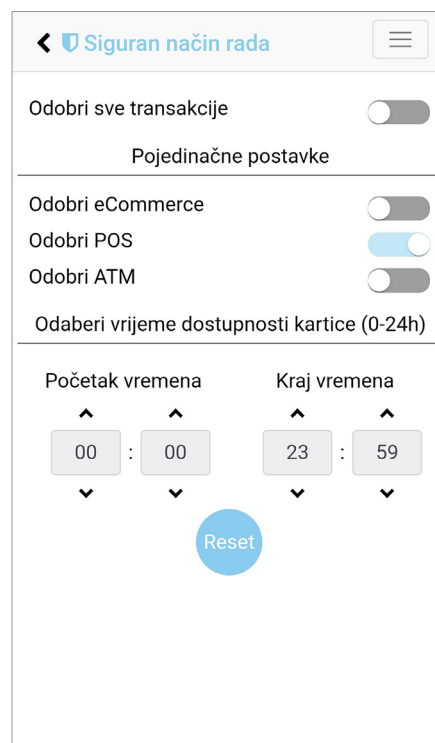 Siguran način rada
Odobri sve transakcije
Pojedinačne postavke
Odobri eCommerce
Odobri POS
Odobri ATM
Odaberi vrijeme dostupnosti kartice (0-24h)
Početak vremena Kraj vremena
00 : 00 23 : 59
Reset